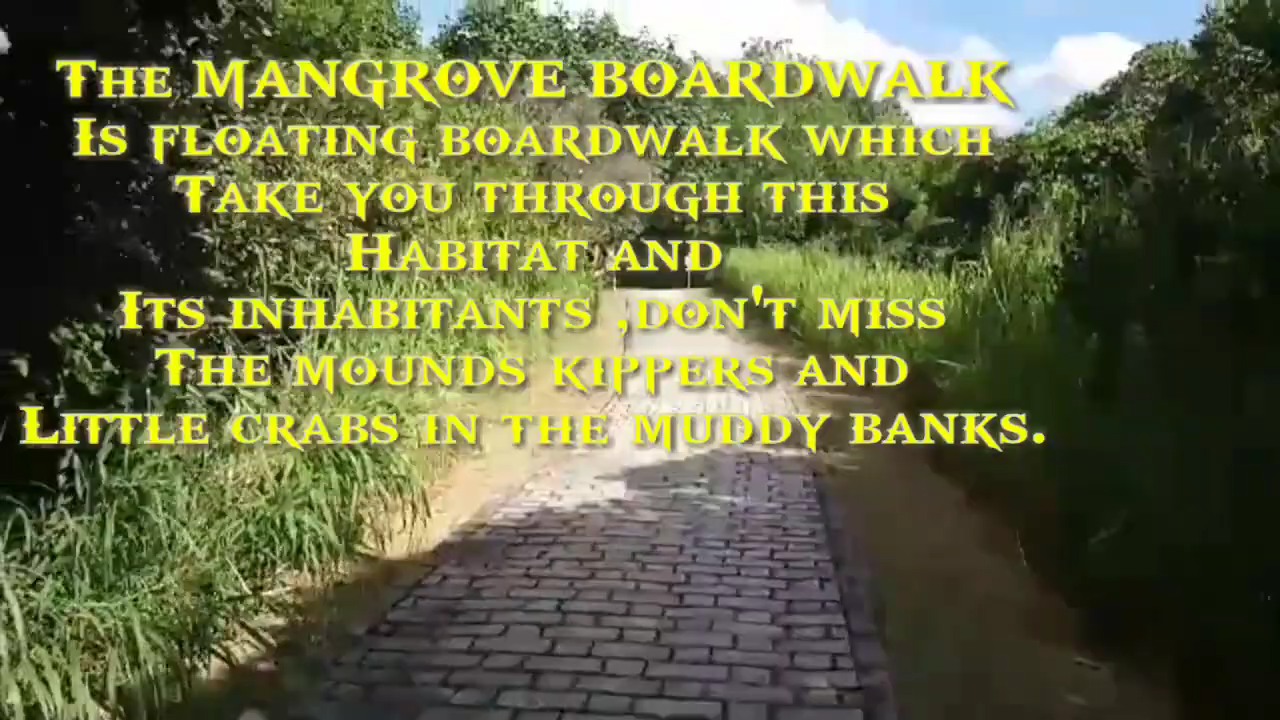 The MANGROVE BOARDWALK
Is floating boardwalk which
Take you through this
Habitat and
Its inhabitants ,don't miss
The mounds kippers and
Little crabs in the muddy banks.